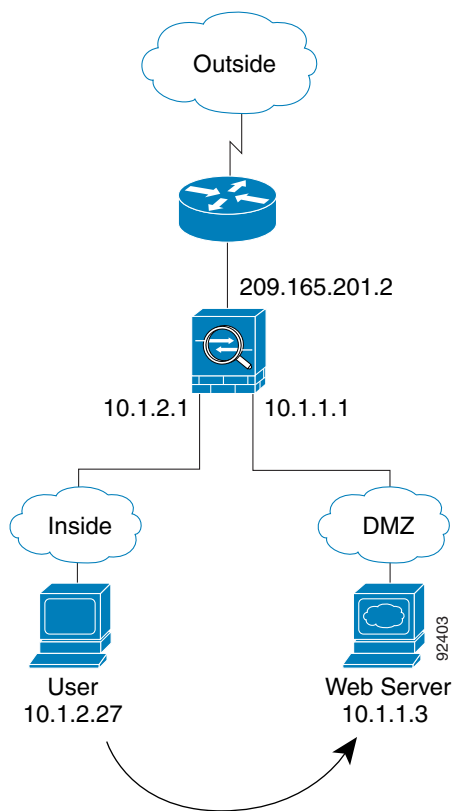 Outside
209.165.201.2
10.1.2.1
10.1.1.1
Inside
DMZ
92403
User
10.1.2.27
Web Server
10.1.1.3